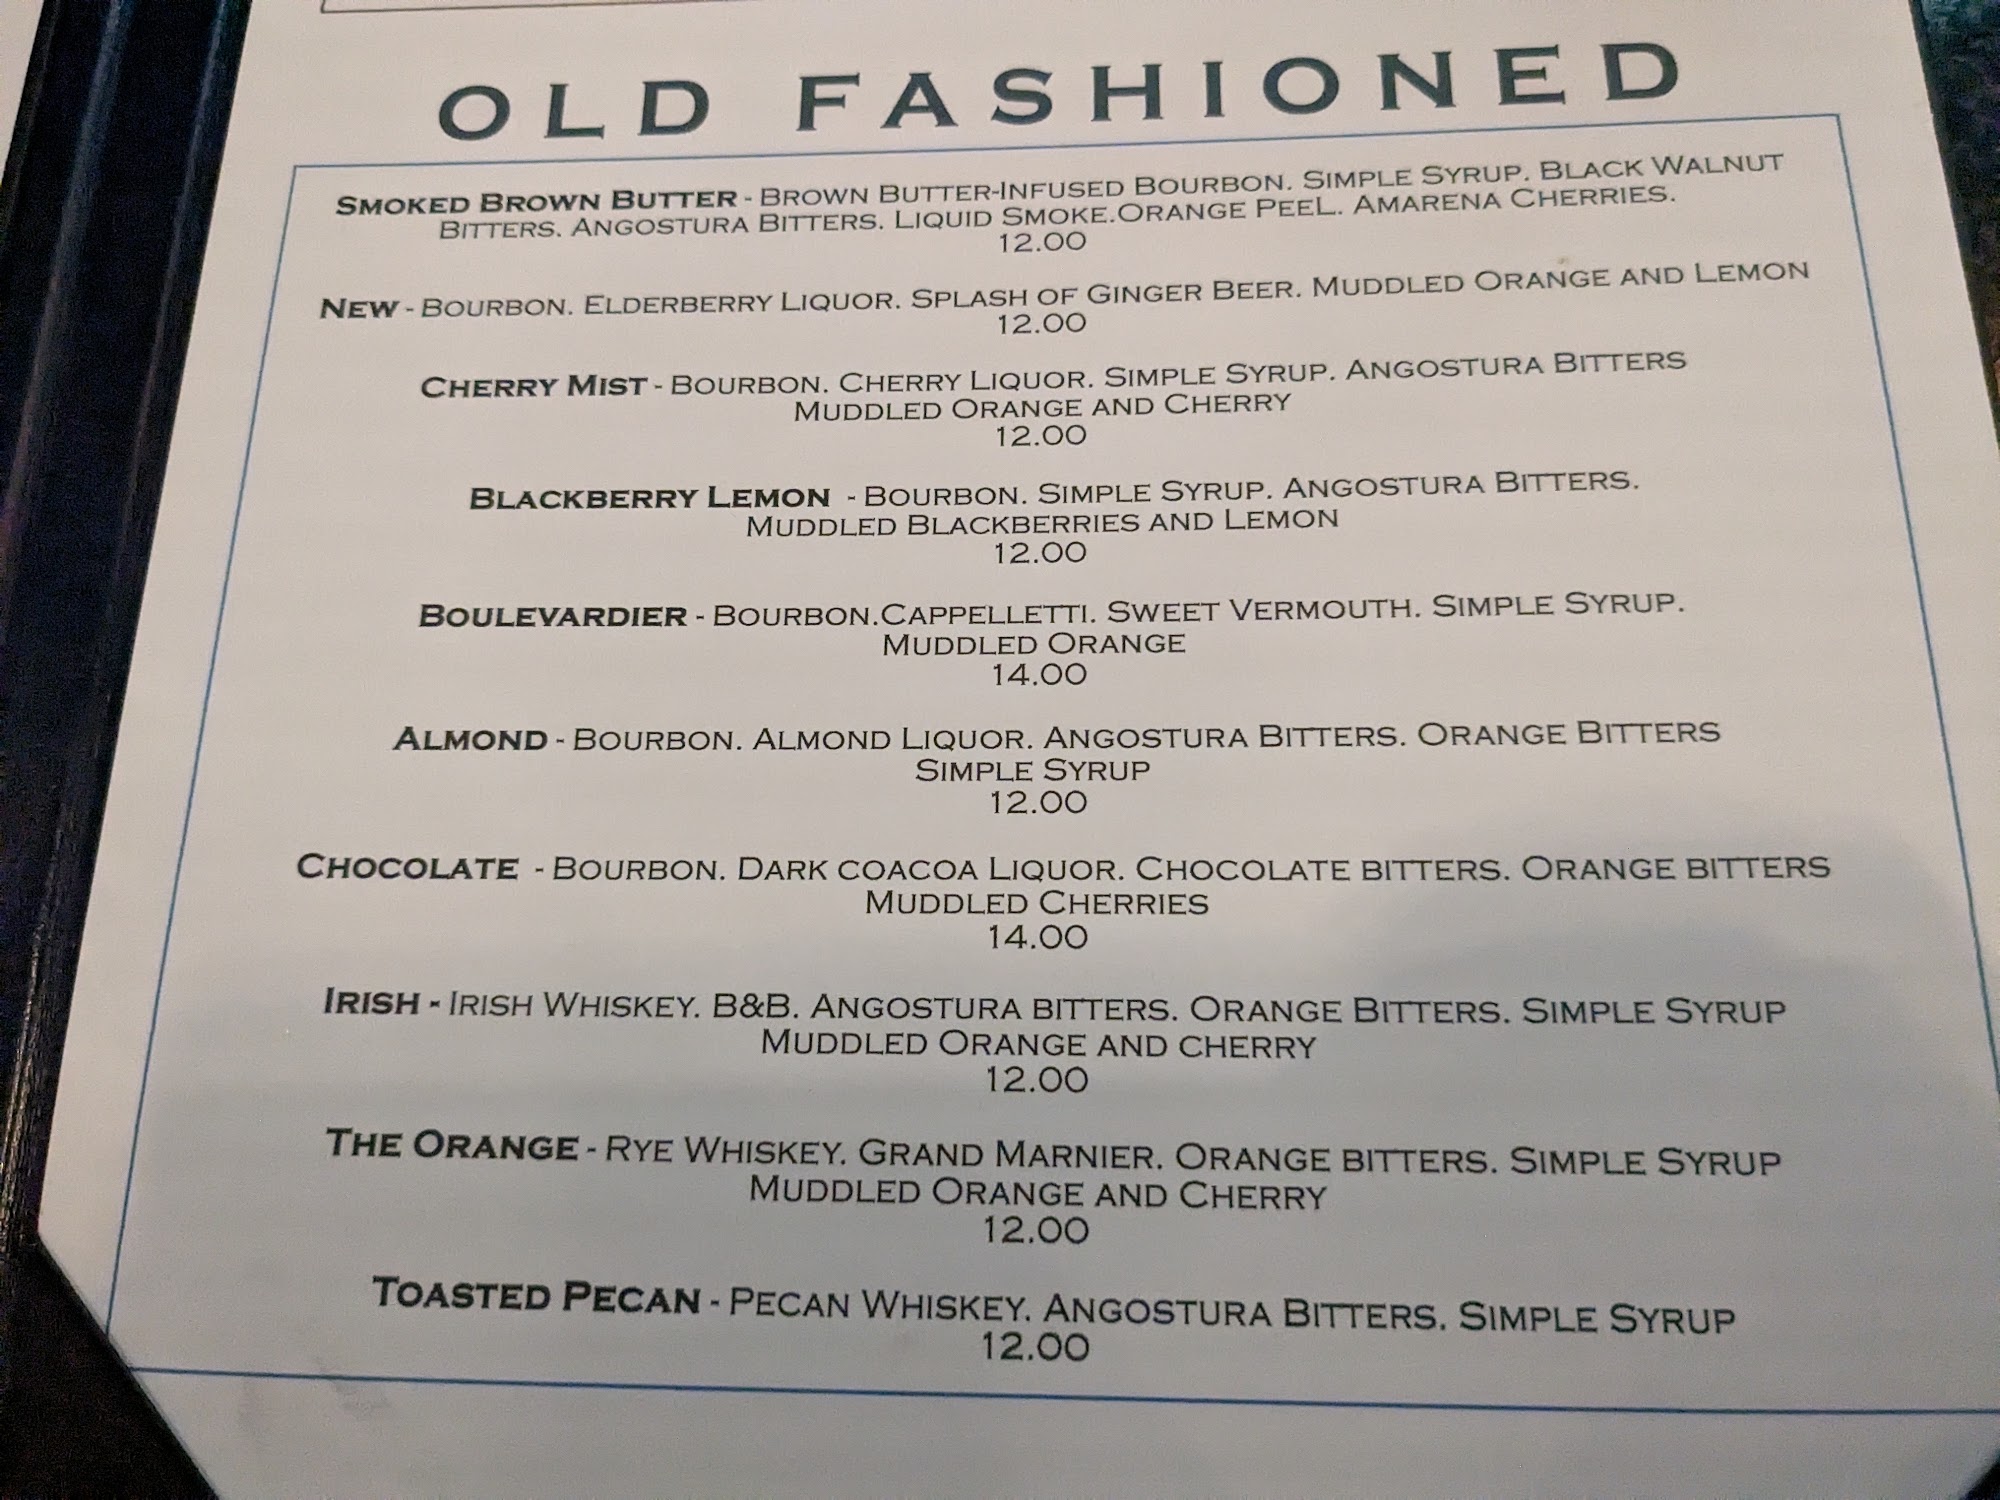 OLD FASHIONED
SMOKED BROWN BUTTER - BROWN BUTTER-INFUSED BOURBON. SIMPLE SYRUP. BLACK WALNUT
BITTERS. ANGOSTURA BITTERS. LIQUID SMOKE.ORANGE PEEL. AMARENA CHERRIES.
12.00
NEW - BOURBON. ELDERBERRY LIQUOR. SPLASH OF GINGER BEER. MUDDLED ORANGE AND LEMON
12.00
CHERRY MIST - BOURBON. CHERRY LIQUOR. SIMPLE SYRUP. ANGOSTURA BITTERS
MUDDLED ORANGE AND CHERRY
12.00
BLACKBERRY LEMON - BOURBON. SIMPLE SYRUP. ANGOSTURA BITTERS.
MUDDLED BLACKBERRIES AND LEMON
12.00
BOULEVARDIER - BOURBON.CAPPELLETTI. SWEET VERMOUTH. SIMPLE SYRUP.
MUDDLED ORANGE
14.00
ALMOND - BOURBON. ALMOND LIQUOR. ANGOSTURA BITTERS. ORANGE BITTERS
SIMPLE SYRUP
12.00
CHOCOLATE - BOURBON. DARK COACOA LIQUOR. CHOCOLATE BITTERS. ORANGE BITTERS
MUDDLED CHERRIES
14.00
IRISH - IRISH WHISKEY. B&B. ANGOSTURA BITTERS. ORANGE BITTERS. SIMPLE SYRUP
MUDDLED ORANGE AND CHERRY
12.00
THE ORANGE - RYE WHISKEY. GRAND MARNIER. ORANGE BITTERS. SIMPLE SYRUP
MUDDLED ORANGE AND CHERRY
12.00
TOASTED PECAN - PECAN WHISKEY. ANGOSTURA BITTERS. SIMPLE SYRUP
12.00